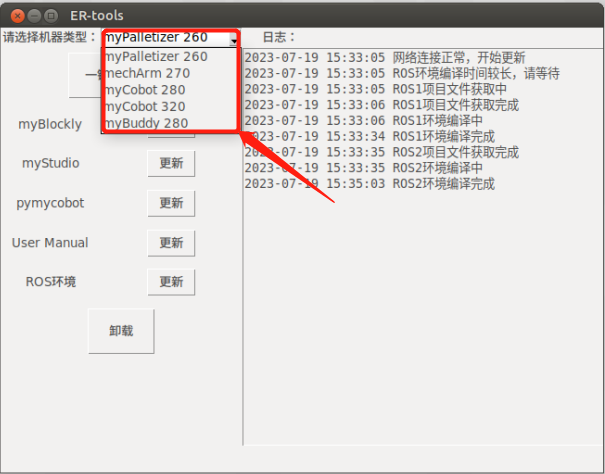 ER-tools
请选择机器类型： myPalletizer 260
日志：
myPalletizer 260
mechArm 270
myCobot 280
myCobot 320
myBuddy 280
一
myBlockly
myStudio 更新
pymycobot 更新
User Manual 更新
ROS环境 更新
卸载
2023-07-19 15:33:05 网络连接正常，开始更新
2023-07-19 15:33:05 ROS环境编译时间较长，请等待
2023-07-19 15:33:05 ROS1项目文件获取中
2023-07-19 15:33:06 ROS1项目文件获取完成
2023-07-19 15:33:06 ROS1环境编译中
2023-07-19 15:33:34 ROS1环境编译完成
2023-07-19 15:33:35 ROS2项目文件获取完成
2023-07-19 15:33:35 ROS2环境编译中
2023-07-19 15:35:03 ROS2环境编译完成